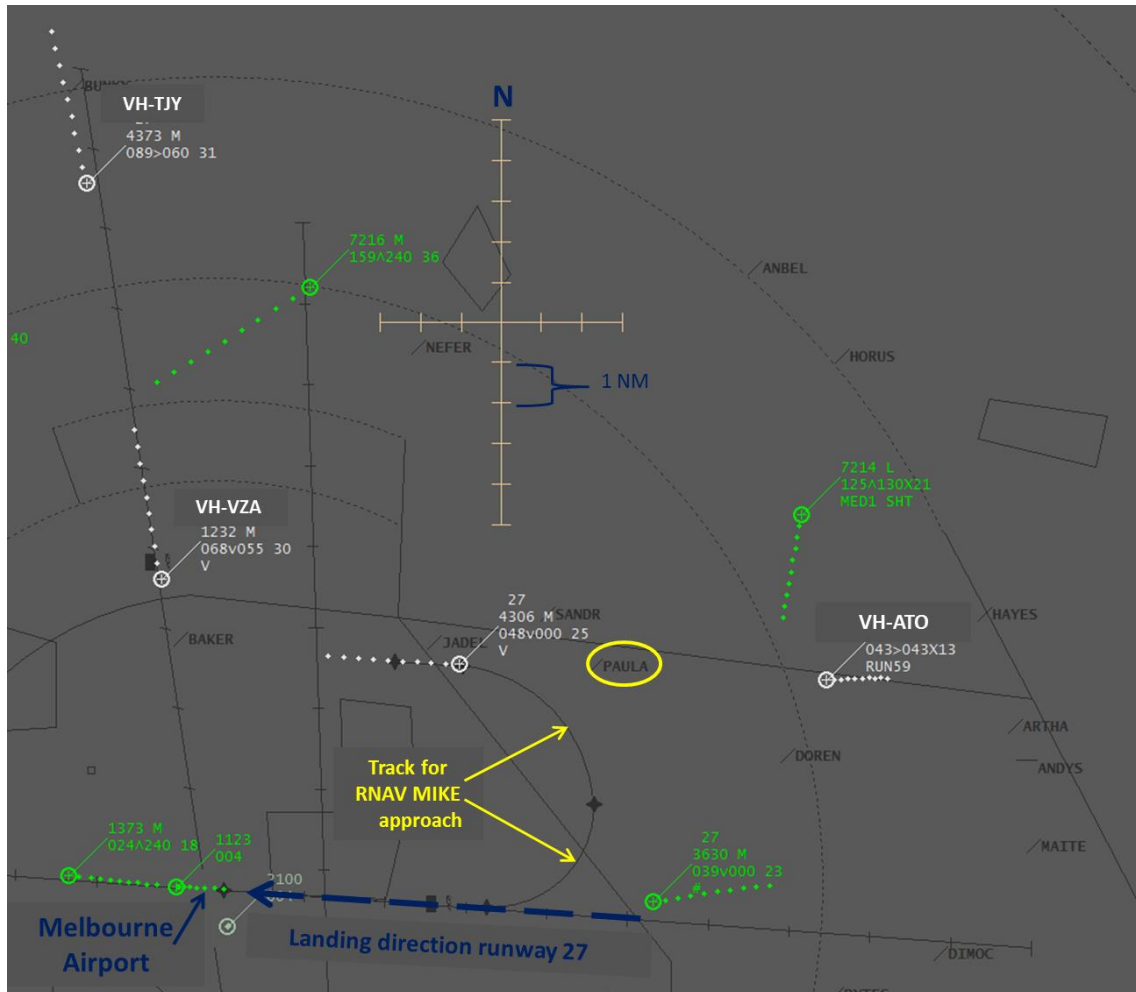 N
BUNKY
VH-TJY
4373 M
089>060 31
7216 M
159^240 36
ANBEL
40
NEFER
HORUS
1 NM
7214 L
125^130X21
MED1 SHT
VH-VZA
1232 M
068v055 30
V
27
4306 M
048v000 25
V
SANDR
HAYES
BAKER
JADEL
PAULA
VH-ATO
043>043X13
RUN59
ARTHA
DOREN
ANDYS
Track for
RNAV MIKE
approach
1373 M
024^240 18
1123
004
27
3630 M
039v000 23
#
MAITE
2100
Melbourne
Airport
Landing direction runway 27
DIMOC